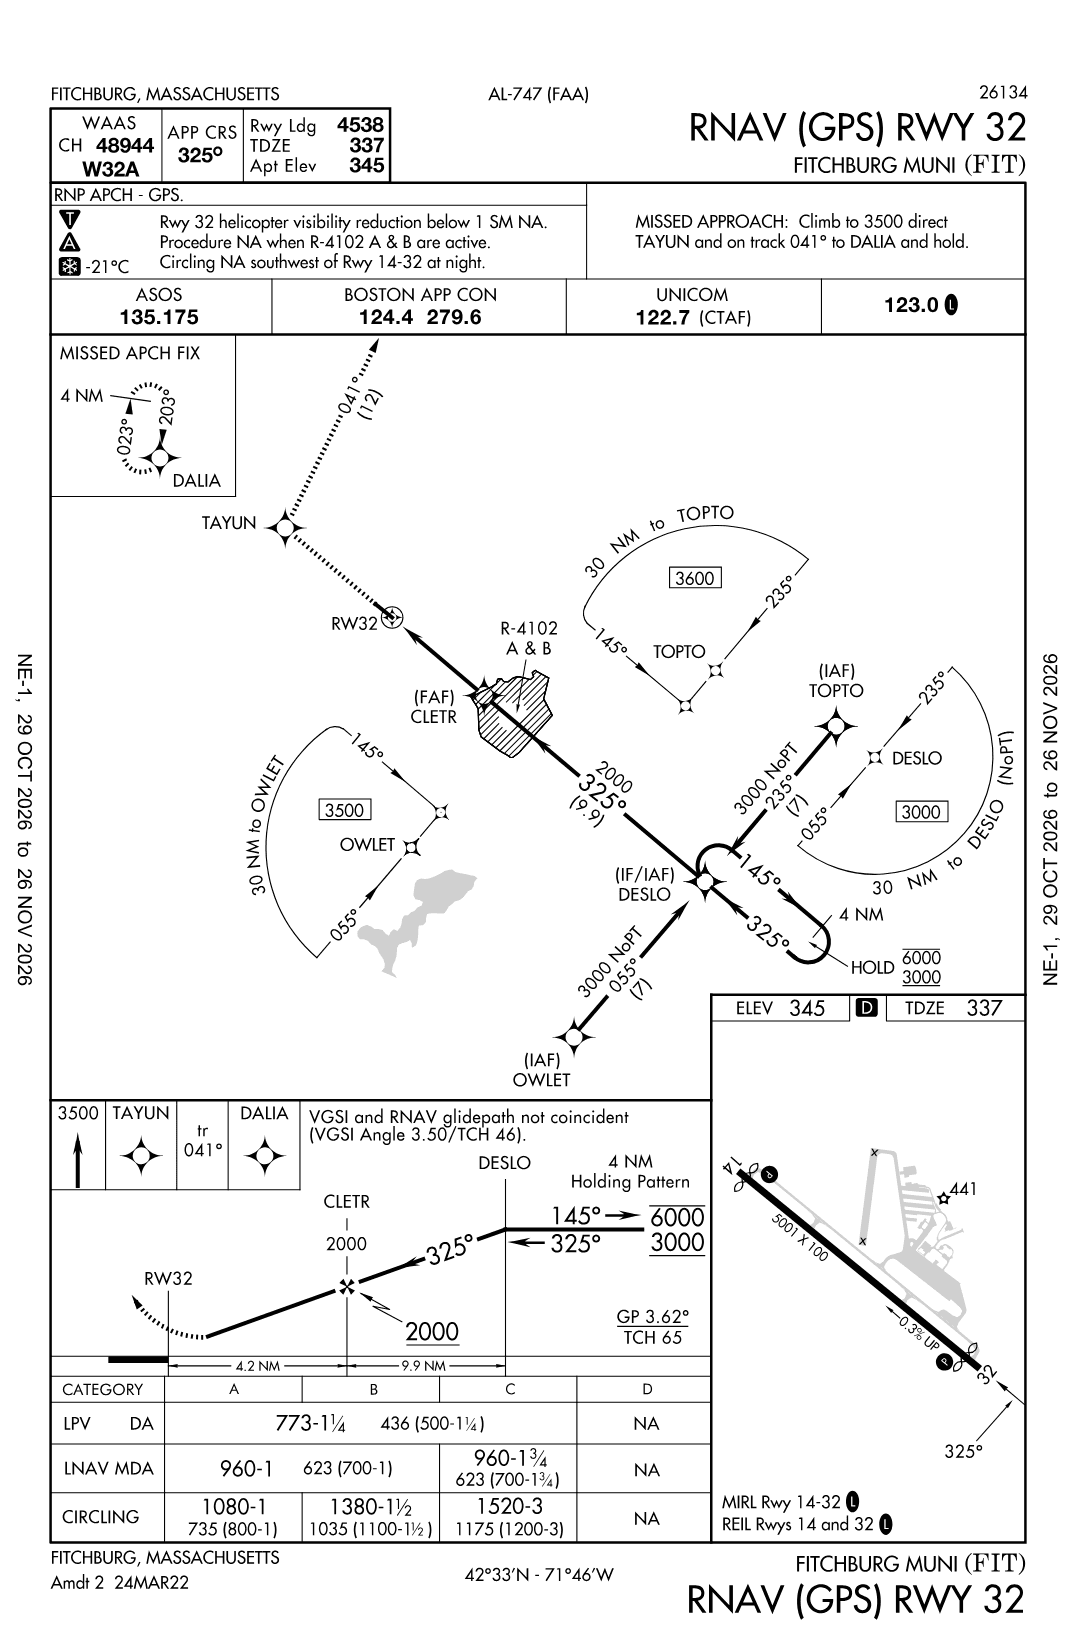 FITCHBURG, MASSACHUSETTS
AL-747 (FAA)
26134
WAAS
CH 48944
W32A
APP CRS
325°
Rwy Ldg 4538
TDZE 337
Apt Elev 345
RNAV (GPS) RWY 32
FITCHBURG MUNI (FIT)
RNP APCH - GPS.
T
A
-21°C
Rwy 32 helicopter visibility reduction below 1 SM NA.
Procedure NA when R-4102 A & B are active.
Circling NA southwest of Rwy 14-32 at night.
MISSED APPROACH: Climb to 3500 direct
TAYUN and on track 041° to DALIA and hold.
ASOS
135.175
BOSTON APP CON
124.4 279.6
UNICOM
122.7 (CTAF)
123.0 L
MISSED APCH FIX
4 NM
023°
203°
DALIA
041°
(12)
TAYUN
RW32
R-4102
A & B
(FAF)
CLETR
30 NM to TOPTO
3600
145°
235°
TOPTO
(IAF)
TOPTO
235°
DESLO
055°
3000
30 NM to DESLO (NoPT)
30 NM to OWLET
145°
3500
OWLET
055°
2000
325°
(9.9)
3000 NoPT
235°
(7)
(IF/IAF)
DESLO
145°
325°
4 NM
HOLD 6000
3000
3000 NoPT
055°
(7)
(IAF)
OWLET
NE-1, 29 OCT 2026 to 26 NOV 2026
NE-1, 29 OCT 2026 to 26 NOV 2026
ELEV 345 D TDZE 337
14
P
x
441
x
5001 X 100
0.3% UP
P
32
325°
MIRL Rwy 14-32 L
REIL Rwys 14 and 32 L
3500
TAYUN
tr
041°
DALIA
VGSI and RNAV glidepath not coincident
(VGSI Angle 3.50/TCH 46).
DESLO
4 NM
Holding Pattern
CLETR
2000
145° 6000
325° 3000
325°
RW32
2000
GP 3.62°
TCH 65
4.2 NM
9.9 NM
CATEGORY A B C D
LPV DA 773-1¼ 436 (500-1¼) NA
LNAV MDA 960-1 623 (700-1) 960-1¾ NA
623 (700-1¾)
CIRCLING 1080-1 1380-1½ 1520-3 NA
735 (800-1) 1035 (1100-1½) 1175 (1200-3)
FITCHBURG, MASSACHUSETTS
Amdt 2 24MAR22
42°33'N - 71°46'W
FITCHBURG MUNI (FIT)
RNAV (GPS) RWY 32